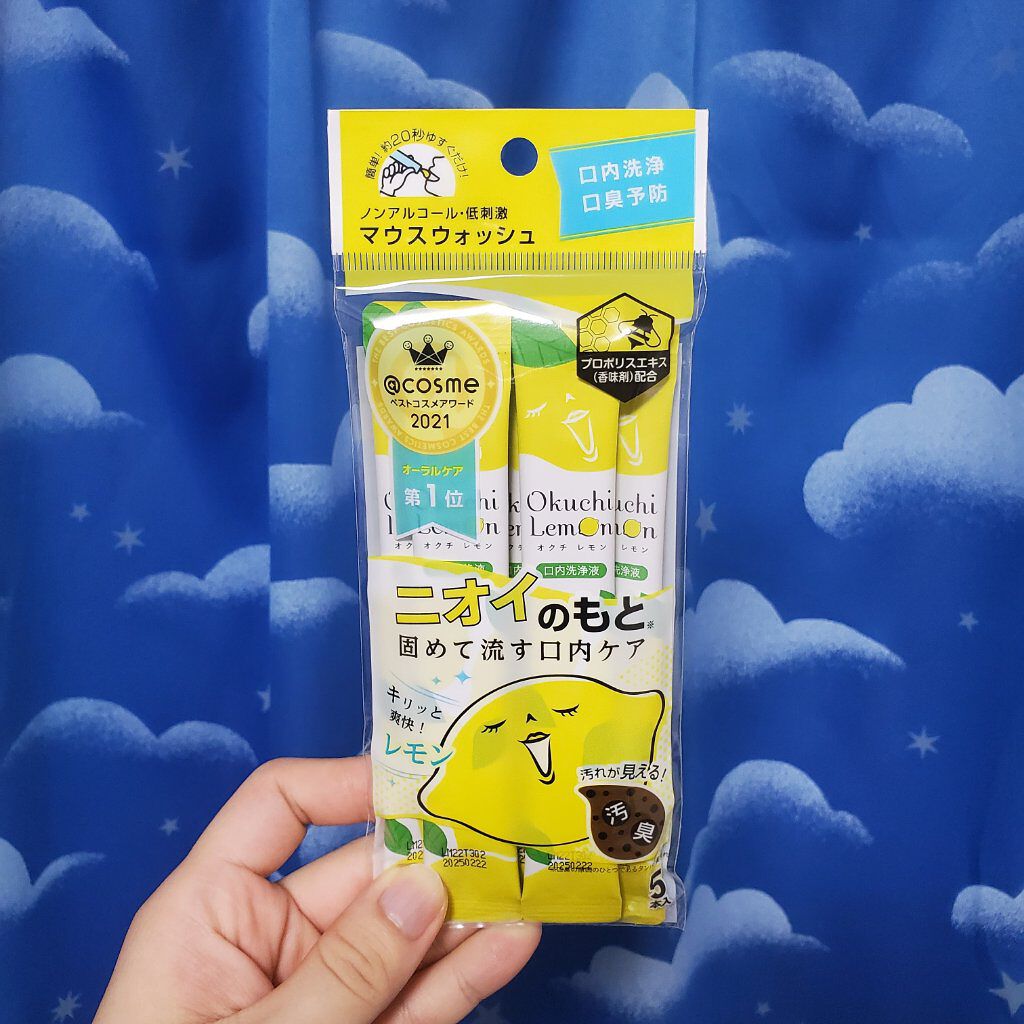 簡単!約20秒ゆすぐだけ!
口内洗浄
口臭予防
ノンアルコール・低刺激
マウスウォッシュ
プロポリスエキス
(香味剤)配合
THE BEST COSMETICS AWARDS
@cosme
ベストコスメアワード
2021
オーラルケア
第1位
Okuchi
Lemon
オクチ レモン
口内洗浄液
ニオイのもと※
固めて流す口内ケア
キリッと
爽快!
レモン
汚れが見える!
汚
臭
LM22T302
20250222
20250222
5
本入